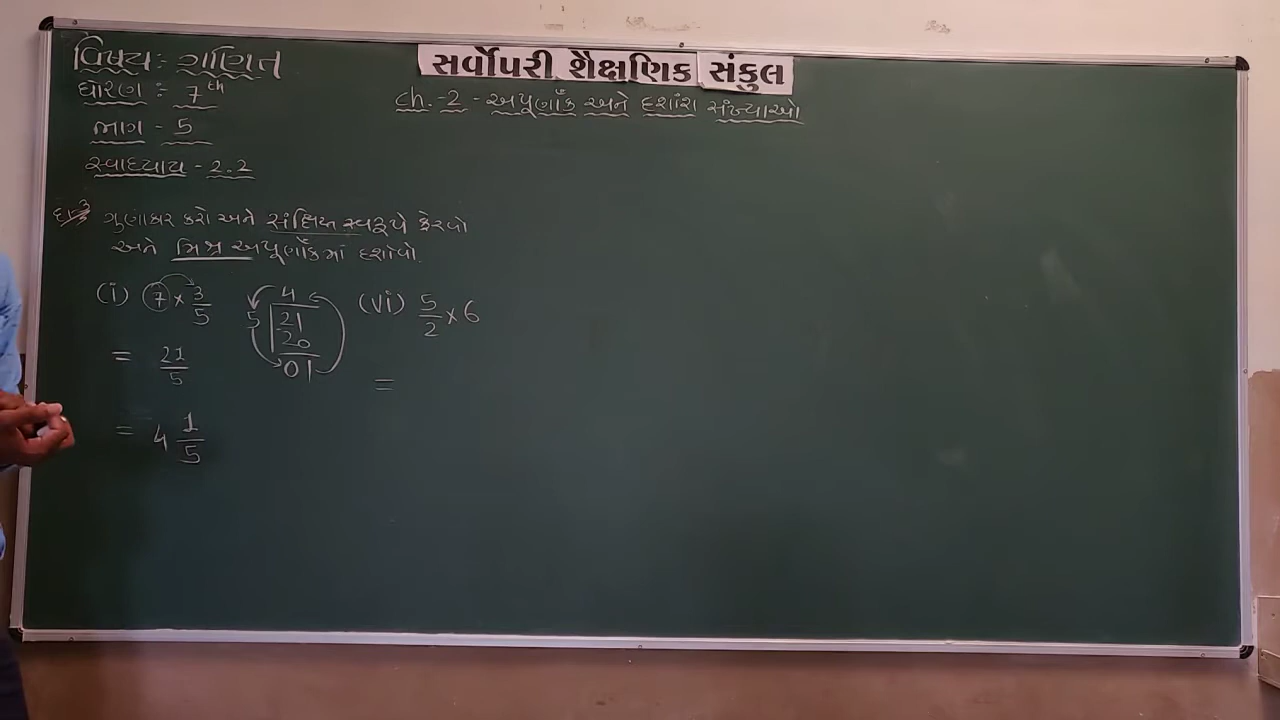 સર્વોપરી શૈક્ષણિક સંકુલ
વિષય : ગણિત
ધોરણ : 7th
ભાગ - 5
સ્વાધ્યાય - 2.2
ch. - 2 - અપૂર્ણાંક અને દશાંશ સંખ્યાઓ
ગુણાકાર કરો અને સંક્ષિપ્ત સ્વરૂપે ફેરવો
અને મિશ્ર અપૂર્ણાંકમાં દર્શાવો.
(i) 7 × 3/5
= 21/5
= 4 1/5
4
5 21
20
01
(vi) 5/2 × 6
=